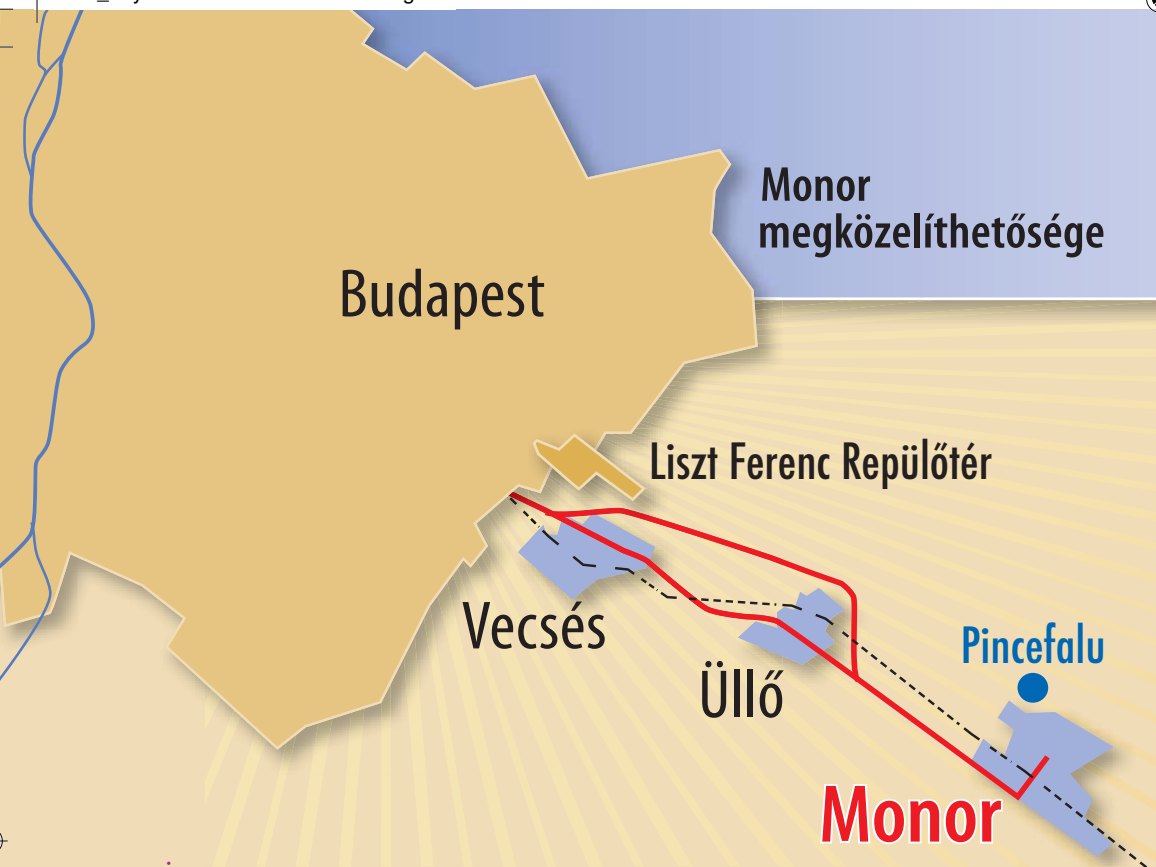 Monor
megközelíthetősége
Budapest
Liszt Ferenc Repülőtér
Vecsés
Üllő
Pincefalu
Monor